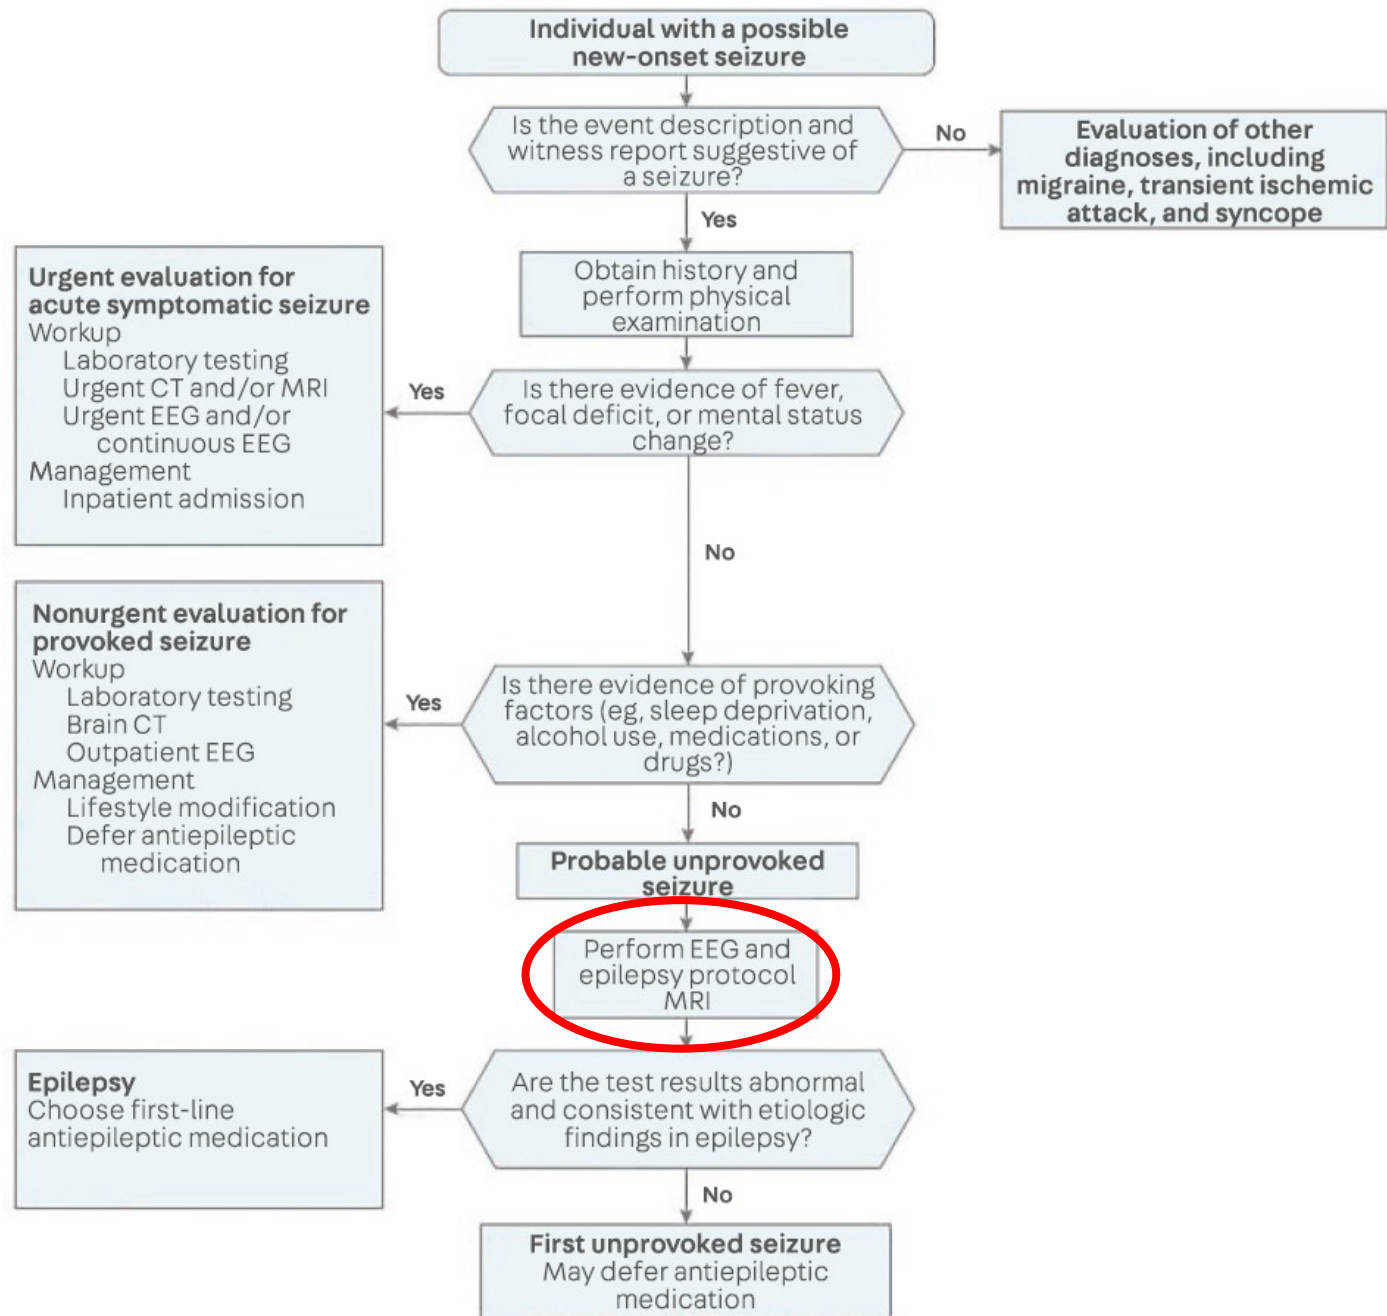 Individual with a possible
new-onset seizure
Is the event description and
witness report suggestive of
a seizure?
No
Evaluation of other
diagnoses, including
migraine, transient ischemic
attack, and syncope
Yes
Obtain history and
perform physical
examination
Urgent evaluation for
acute symptomatic seizure
Workup
Laboratory testing
Urgent CT and/or MRI
Urgent EEG and/or
continuous EEG
Management
Inpatient admission
Yes
Is there evidence of fever,
focal deficit, or mental status
change?
No
Nonurgent evaluation for
provoked seizure
Workup
Laboratory testing
Brain CT
Outpatient EEG
Management
Lifestyle modification
Defer antiepileptic
medication
Yes
Is there evidence of provoking
factors (eg, sleep deprivation,
alcohol use, medications, or
drugs?)
No
Probable unprovoked
seizure
Perform EEG and
epilepsy protocol
MRI
Epilepsy
Choose first-line
antiepileptic medication
Yes
Are the test results abnormal
and consistent with etiologic
findings in epilepsy?
No
First unprovoked seizure
May defer antiepileptic
medication